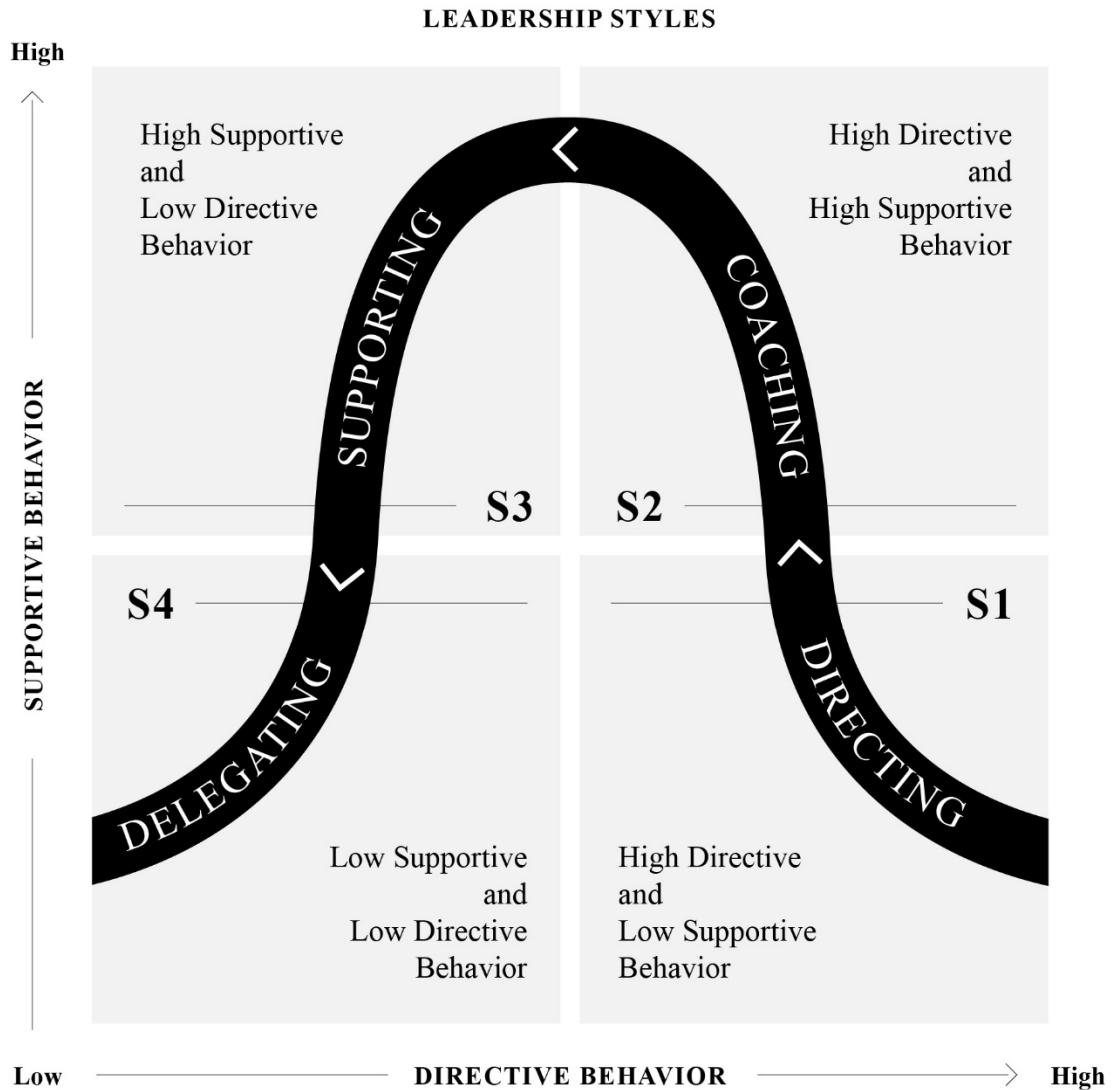 LEADERSHIP STYLES
High
High Supportive
and
Low Directive
Behavior
High Directive
and
High Supportive
Behavior
SUPPORTING
COACHING
S3
S2
SUPPORTIVE BEHAVIOR
S4
S1
DELEGATING
DIRECTING
Low Supportive
and
Low Directive
Behavior
High Directive
and
Low Supportive
Behavior
Low
DIRECTIVE BEHAVIOR
High